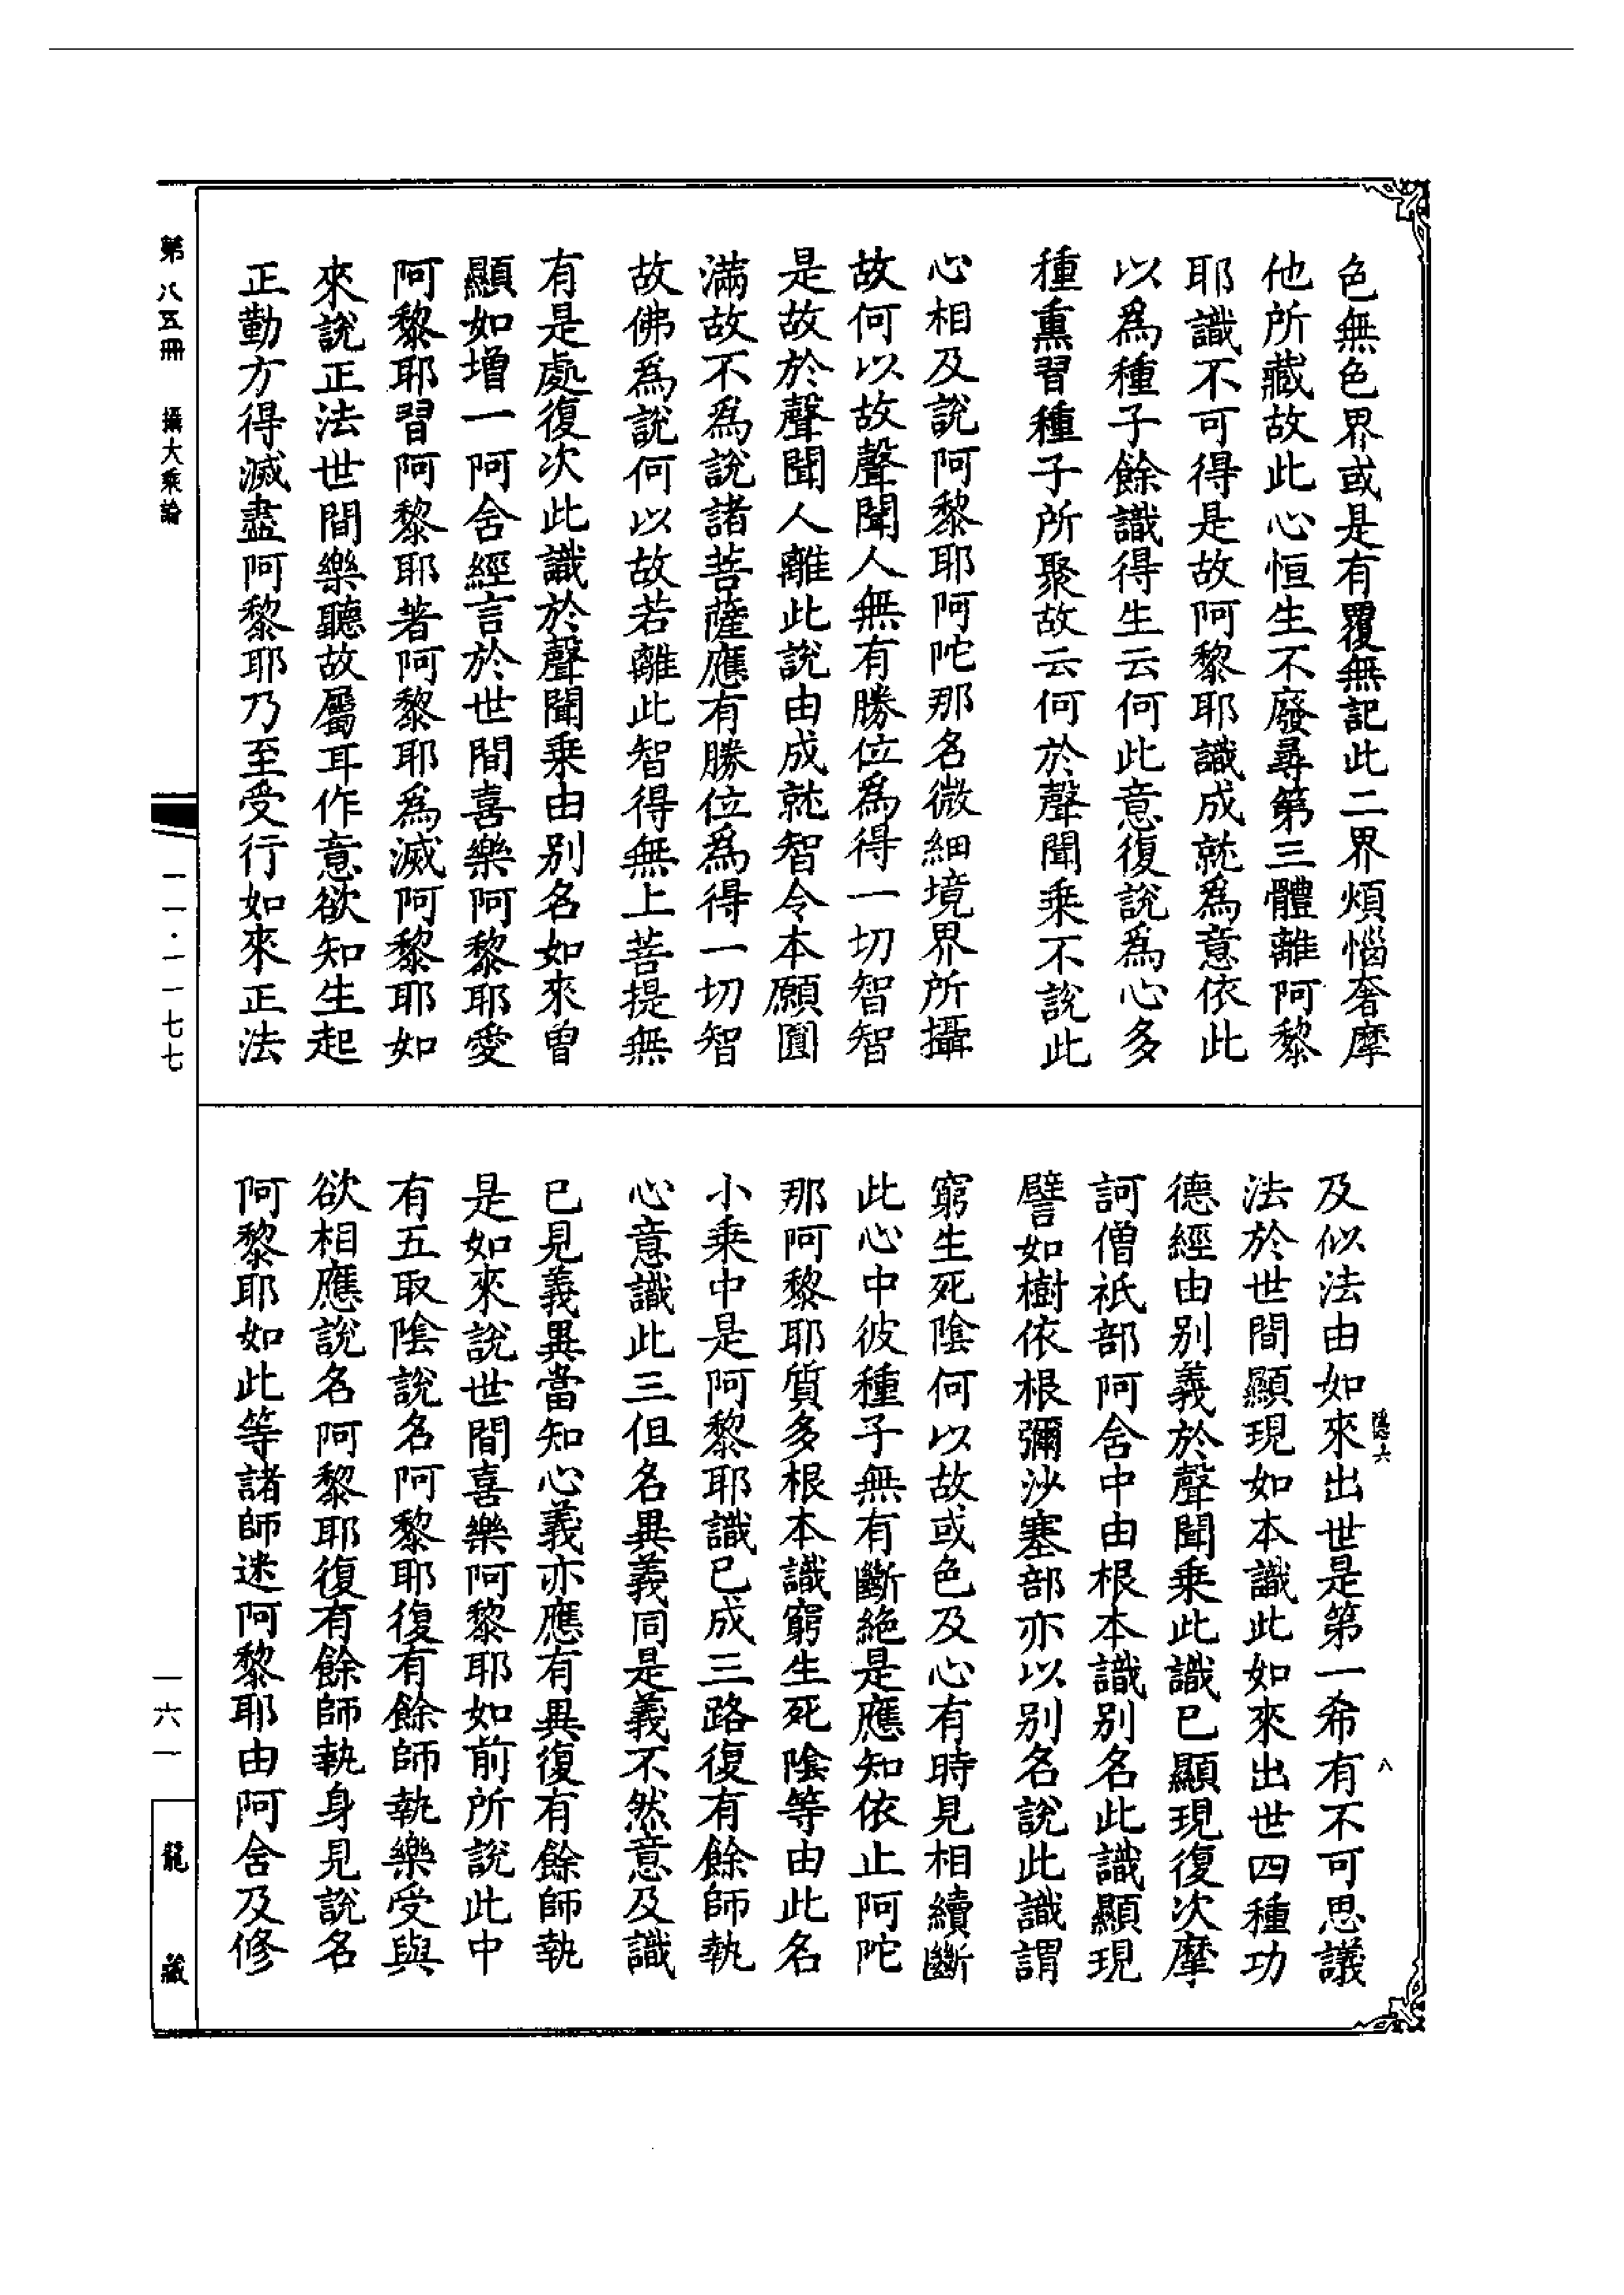 色無色界或是有覆無記此二界煩惱奢摩
他所藏故此心恒生不廢尋第三體離阿黎
耶識不可得是故阿黎耶識成就為意依此
以為種子餘識得生云何此意復說為心多
種熏習種子所聚故云何於聲聞乘不說此
心相及說阿黎耶阿陀那名微細境界所攝
故何以故聲聞人無有勝位為得一切智智
是故於聲聞人離此說由成就智令本願圓
滿故不為說諸菩薩應有勝位為得一切智
故佛為說何以故若離此智得無上菩提無
有是處復次此識於聲聞乘由別名如來曾
顯如增一阿舍經言於世間喜樂阿黎耶愛
阿黎耶習阿黎耶著阿黎耶為滅阿黎耶如
來說正法世間樂聽故屬耳作意欲知生起
正勤方得滅盡阿黎耶乃至受行如來正法
及似法由如來出世是第一希有不可思議
法於世間顯現如本識此如來出世四種功
德經由別義於聲聞乘此識已顯現復次摩
訶僧祇部阿舍中由根本識別名此識顯現
譬如樹依根彌沙塞部亦以別名說此識謂
窮生死陰何以故或色及心有時見相續斷
此心中彼種子無有斷絶是應知依止阿陀
那阿黎耶質多根本識窮生死陰等由此名
小乘中是阿黎耶識已成三路復有餘師執
心意識此三但名異義同是義不然意及識
已見義異當知心義亦應有異復有餘師執
是如來說世間喜樂阿黎耶如前所說此中
有五取陰說名阿黎耶復有餘師執樂受與
欲相應說名阿黎耶復有餘師執身見說名
阿黎耶如此等諸師迷阿黎耶由阿舍及修
第八五冊　攝大乘論
一一·一一七七
一六一
龍藏
八